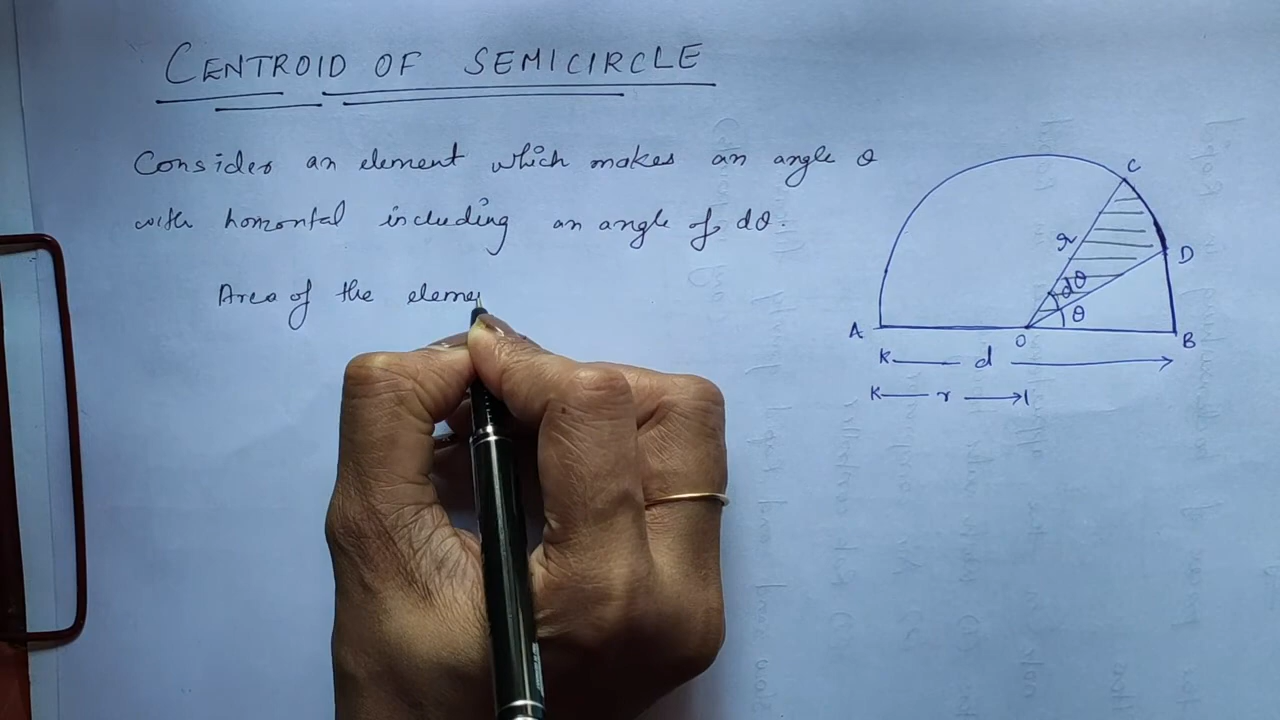 CENTROID OF SEMICIRCLE
Consider an element which makes an angle θ
with horizontal including an angle of dθ.
Area of the eleme
C
r
D
dθ
θ
A
O
B
d
r